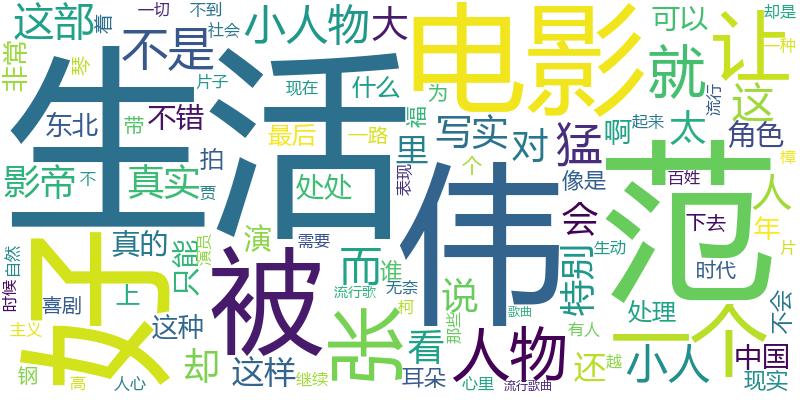 一切 不到 却是
这部 着 社会 小人物 大 可以 一种
非常 琴 不是 电影 就 让
片子 现在 什么 福 为 流行 这
东北 带 不错 最后 一路 里 写实 对 猛 啊 起来 太 角色
影帝 不 真实 拍 贾 处处 表现 个 像是 百姓 樟 人
生活 伟 范
好 真的 演 演员 需要 而 谁 无奈 说 会 特别 生动 下去 年 片
时候 自然 喜剧 上 只能 被 流行歌 柯 歌曲 那些 时代 处理 不会
主义 这种 张 看 人物 有人 一个
钢 高 人心 却 这样 继续 耳朵 心里 流行歌曲 还 越 小人 中国 现实